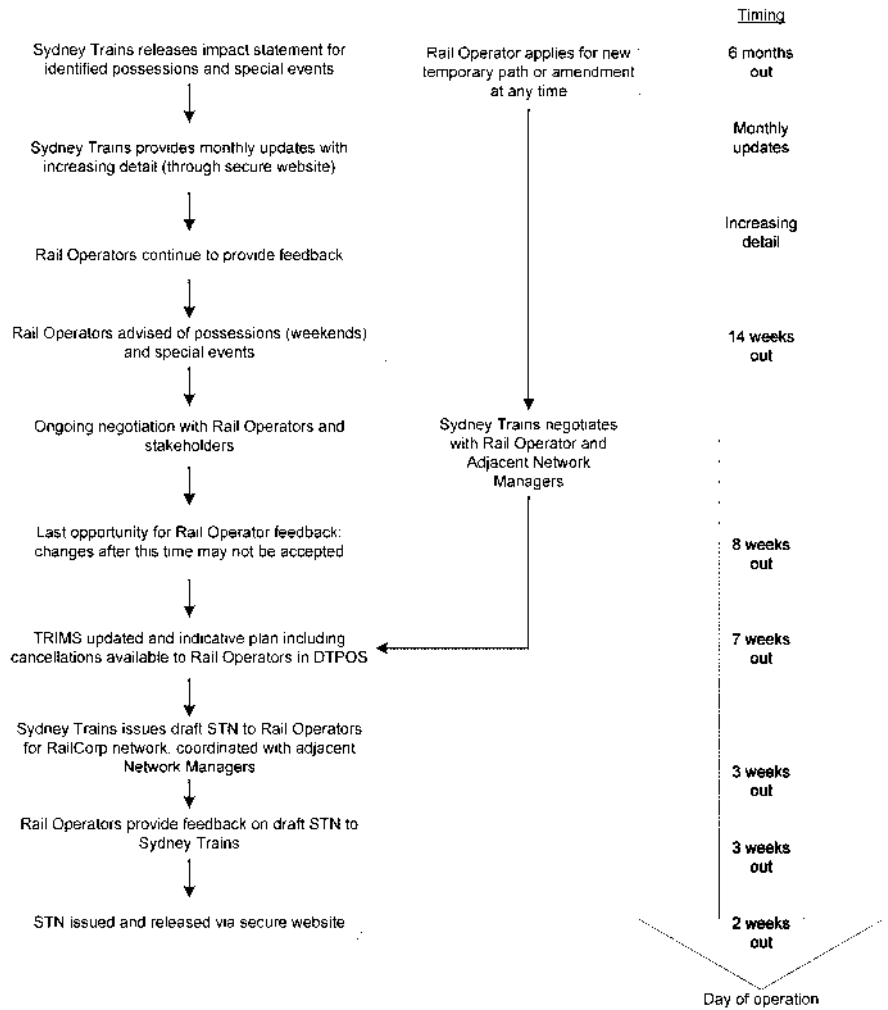 Timing
Sydney Trains releases impact statement for
identified possessions and special events
Rail Operator applies for new
temporary path or amendment
at any time
6 months
out
Sydney Trains provides monthly updates with
increasing detail (through secure website)
Monthly
updates
Rail Operators continue to provide feedback
Increasing
detail
Rail Operators advised of possessions (weekends)
and special events
14 weeks
out
Ongoing negotiation with Rail Operators and
stakeholders
Sydney Trains negotiates
with Rail Operator and
Adjacent Network
Managers
Last opportunity for Rail Operator feedback:
changes after this time may not be accepted
8 weeks
out
TRIMS updated and indicative plan including
cancellations available to Rail Operators in DTPOS
7 weeks
out
Sydney Trains issues draft STN to Rail Operators
for RailCorp network, coordinated with adjacent
Network Managers
3 weeks
out
Rail Operators provide feedback on draft STN to
Sydney Trains
3 weeks
out
STN issued and released via secure website
2 weeks
out
Day of operation